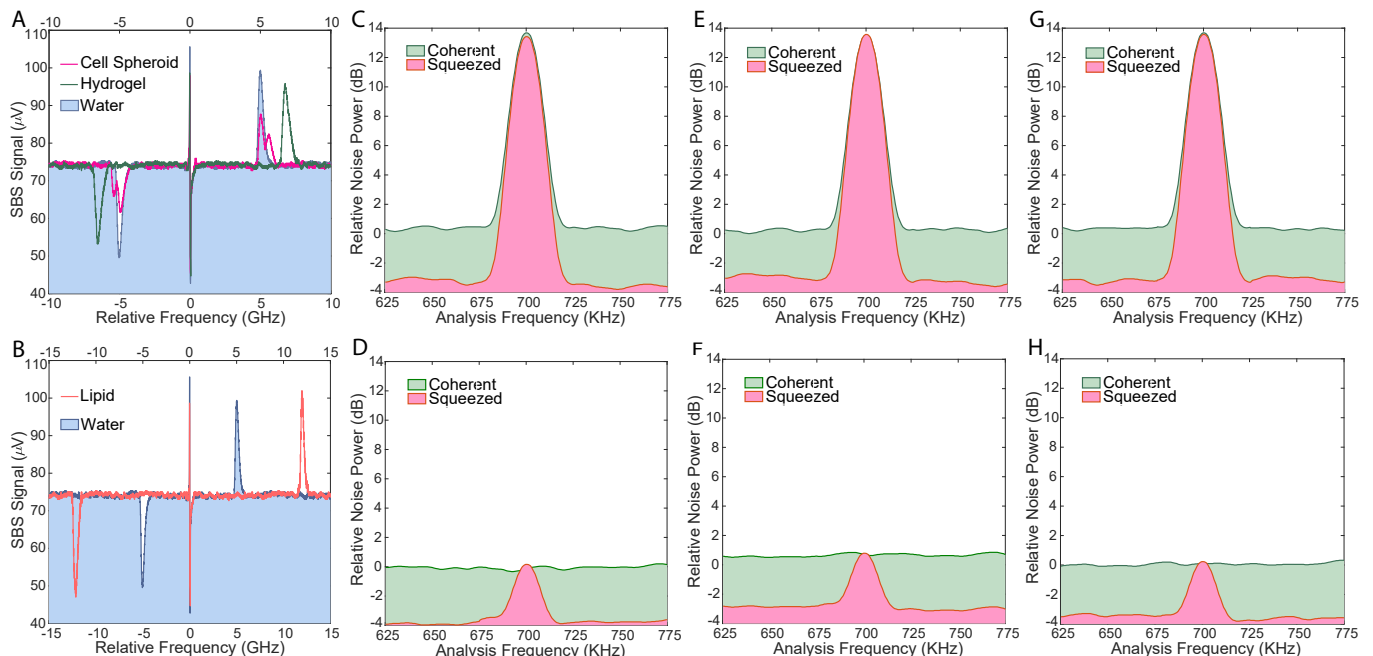 A
-10 -5 0 5 10
110
100
90
80
70
60
50
40
SBS Signal (μV)
Cell Spheroid
Hydrogel
Water
-10 -5 0 5 10
Relative Frequency (GHz)
C
14
12
10
8
6
4
2
0
-2
-4
Relative Noise Power (dB)
Coherent
Squeezed
625 650 675 700 725 750 775
Analysis Frequency (KHz)
E
14
12
10
8
6
4
2
0
-2
-4
Relative Noise Power (dB)
Coherent
Squeezed
625 650 675 700 725 750 775
Analysis Frequency (KHz)
G
14
12
10
8
6
4
2
0
-2
-4
Relative Noise Power (dB)
Coherent
Squeezed
625 650 675 700 725 750 775
Analysis Frequency (KHz)
B
-15 -10 -5 0 5 10 15
110
100
90
80
70
60
50
40
SBS Signal (μV)
Lipid
Water
-15 -10 -5 0 5 10 15
Relative Frequency (GHz)
D
14
12
10
8
6
4
2
0
-2
-4
Relative Noise Power (dB)
Coherent
Squeezed
625 650 675 700 725 750 775
Analysis Frequency (KHz)
F
14
12
10
8
6
4
2
0
-2
-4
Relative Noise Power (dB)
Coherent
Squeezed
625 650 675 700 725 750 775
Analysis Frequency (KHz)
H
14
12
10
8
6
4
2
0
-2
-4
Relative Noise Power (dB)
Coherent
Squeezed
625 650 675 700 725 750 775
Analysis Frequency (KHz)